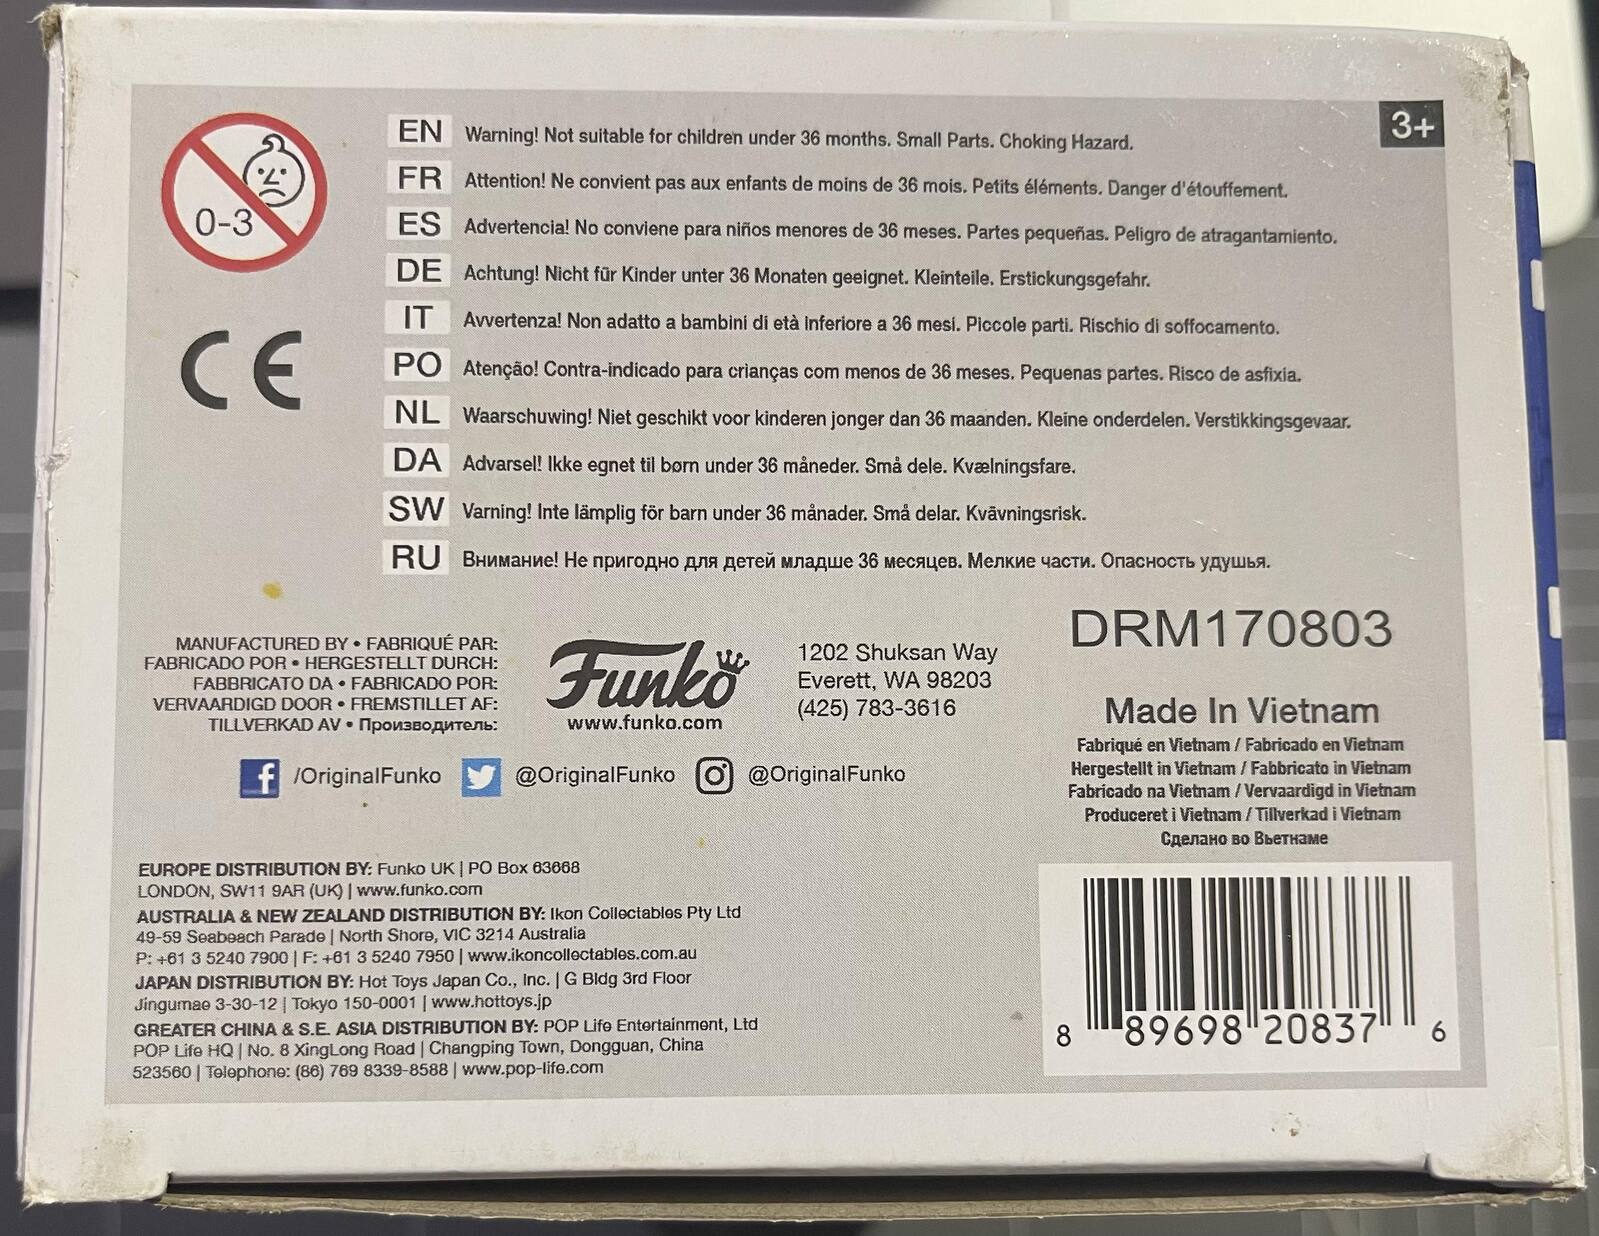 0-3
3+
EN Warning! Not suitable for children under 36 months. Small Parts. Choking Hazard.
FR Attention! Ne convient pas aux enfants de moins de 36 mois. Petits éléments. Danger d'étouffement.
ES Advertencia! No conviene para niños menores de 36 meses. Partes pequeñas. Peligro de atragantamiento.
DE Achtung! Nicht für Kinder unter 36 Monaten geeignet. Kleinteile. Erstickungsgefahr.
IT Avvertenza! Non adatto a bambini di età inferiore a 36 mesi. Piccole parti. Rischio di soffocamento.
PO Atenção! Contra-indicado para crianças com menos de 36 meses. Pequenas partes. Risco de asfixia.
NL Waarschuwing! Niet geschikt voor kinderen jonger dan 36 maanden. Kleine onderdelen. Verstikkingsgevaar.
DA Advarsel! Ikke egnet til børn under 36 måneder. Små dele. Kvælningsfare.
SW Varning! Inte lämplig för barn under 36 månader. Små delar. Kvävningsrisk.
RU Внимание! Не пригодно для детей младше 36 месяцев. Мелкие части. Опасность удушья.
CE
MANUFACTURED BY • FABRIQUÉ PAR:
FABRICADO POR • HERGESTELLT DURCH:
FABBRICATO DA • FABRICADO POR:
VERVAARDIGD DOOR • FREMSTILLET AF:
TILLVERKAD AV • Производитель:
Funko
www.funko.com
1202 Shuksan Way
Everett, WA 98203
(425) 783-3616
/OriginalFunko @OriginalFunko @OriginalFunko
DRM170803
Made In Vietnam
Fabriqué en Vietnam / Fabricado en Vietnam
Hergestellt in Vietnam / Fabbricato in Vietnam
Fabricado na Vietnam / Vervaardigd in Vietnam
Produceret i Vietnam / Tillverkad i Vietnam
Сделано во Вьетнаме
EUROPE DISTRIBUTION BY: Funko UK | PO Box 63668
LONDON, SW11 9AR (UK) | www.funko.com
AUSTRALIA & NEW ZEALAND DISTRIBUTION BY: Ikon Collectables Pty Ltd
49-59 Seabeach Parade | North Shore, VIC 3214 Australia
P: +61 3 5240 7900 | F: +61 3 5240 7950 | www.ikoncollectables.com.au
JAPAN DISTRIBUTION BY: Hot Toys Japan Co., Inc. | G Bldg 3rd Floor
Jingumae 3-30-12 | Tokyo 150-0001 | www.hottoys.jp
GREATER CHINA & S.E. ASIA DISTRIBUTION BY: POP Life Entertainment, Ltd
POP Life HQ | No. 8 XingLong Road | Changping Town, Dongguan, China
523560 | Telephone: (86) 769 8339-8588 | www.pop-life.com
8 89698 20837 6